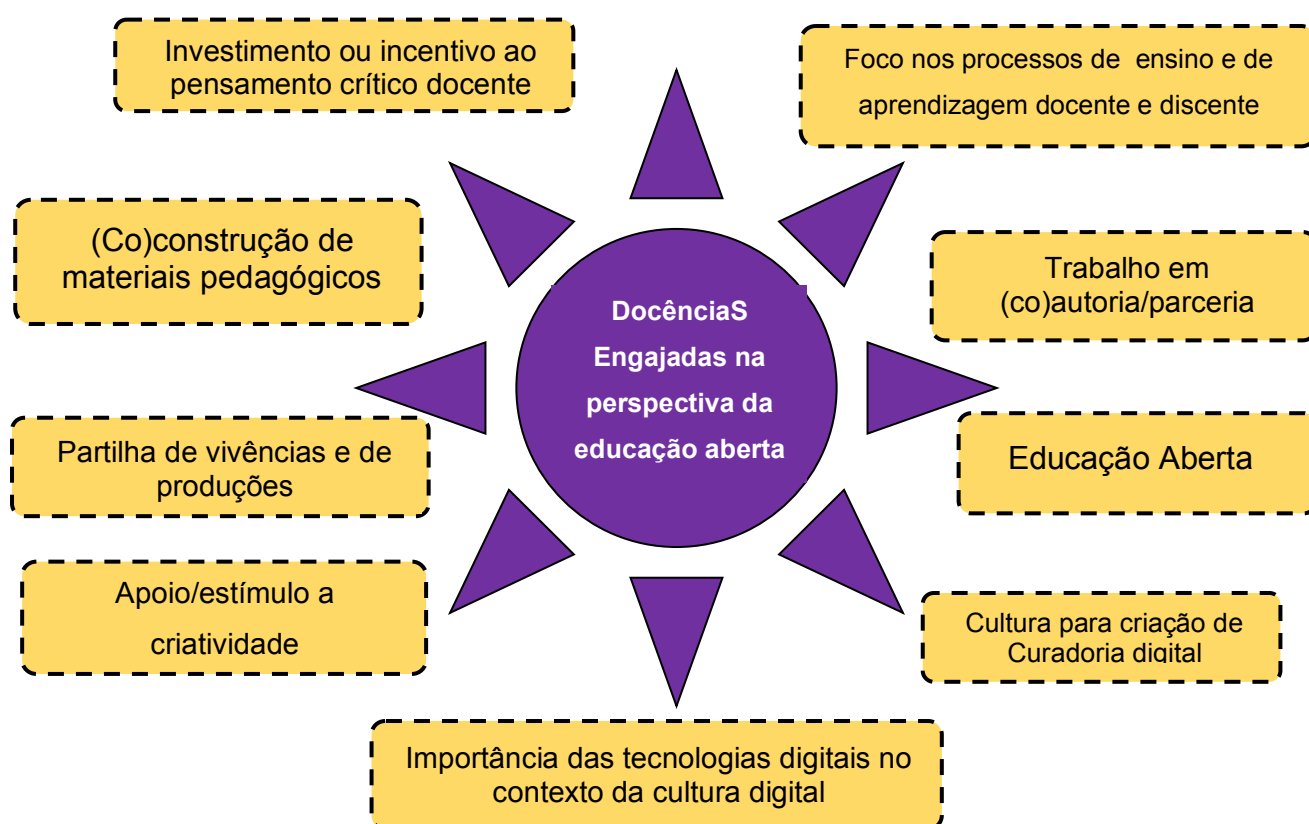 Investimento ou incentivo ao
pensamento crítico docente
Foco nos processos de ensino e de
aprendizagem docente e discente
(Co)construção de
materiais pedagógicos
Trabalho em
(co)autoria/parceria
DocênciaS
Engajadas na
perspectiva da
educação aberta
Partilha de vivências e de
produções
Educação Aberta
Apoio/estímulo a
criatividade
Cultura para criação de
Curadoria digital
Importância das tecnologias digitais no
contexto da cultura digital